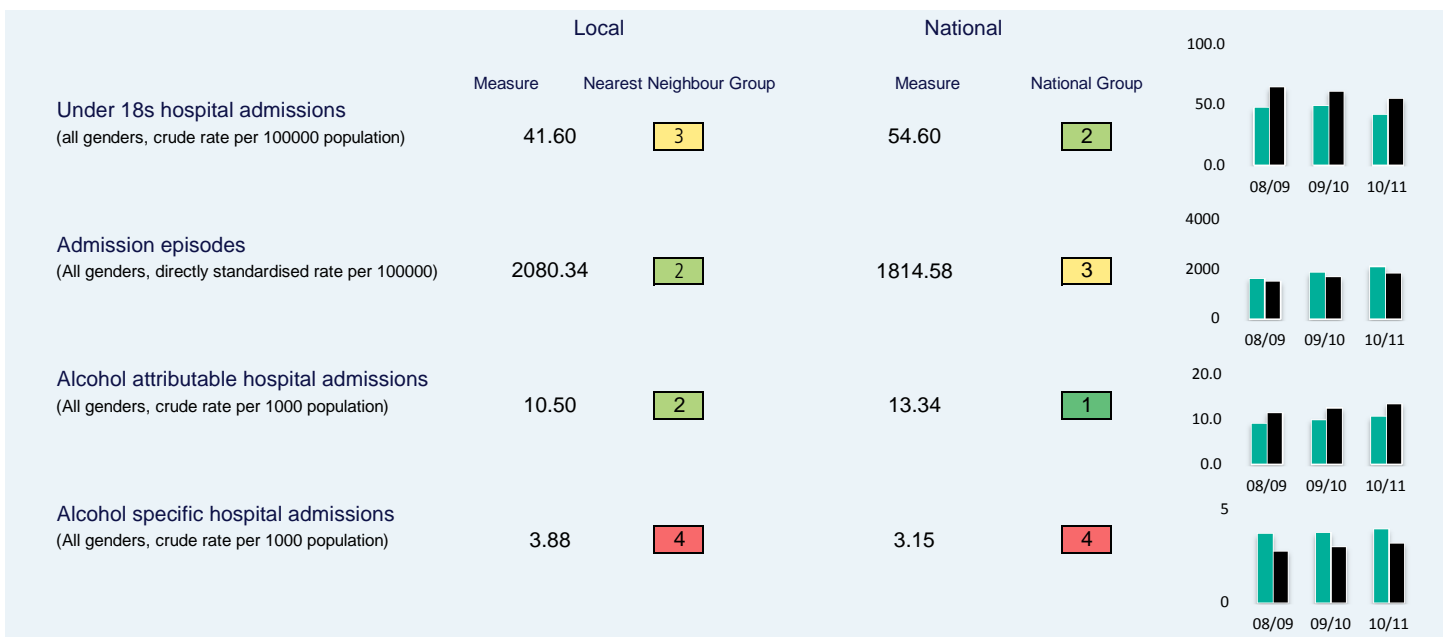 Local National
Measure Nearest Neighbour Group Measure National Group
Under 18s hospital admissions
(all genders, crude rate per 100000 population) 41.60 3 54.60 2
100.0
50.0
0.0
08/09 09/10 10/11
Admission episodes
(All genders, directly standardised rate per 100000) 2080.34 2 1814.58 3
4000
2000
0
08/09 09/10 10/11
Alcohol attributable hospital admissions
(All genders, crude rate per 1000 population) 10.50 2 13.34 1
20.0
10.0
0.0
08/09 09/10 10/11
Alcohol specific hospital admissions
(All genders, crude rate per 1000 population) 3.88 4 3.15 4
5
0
08/09 09/10 10/11